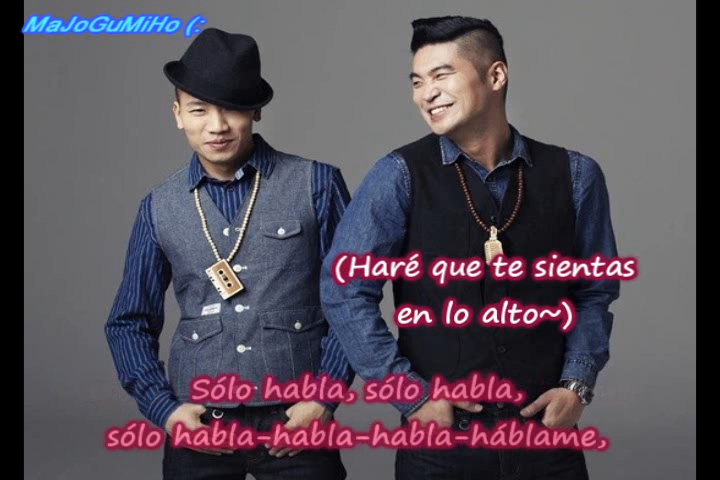 MaJoGuMiHo (:
(Haré que te sientas
en lo alto~)
Sólo habla, sólo habla,
sólo habla-habla-habla-háblame,